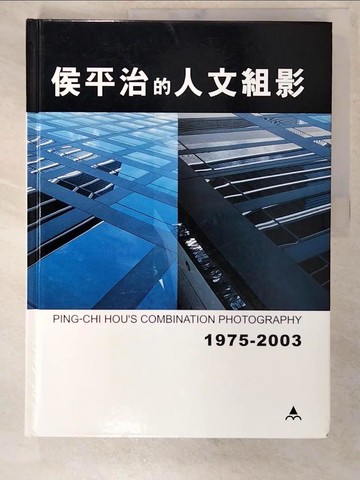 侯平治的人文組影
PING-CHI HOU'S COMBINATION PHOTOGRAPHY
1975-2003